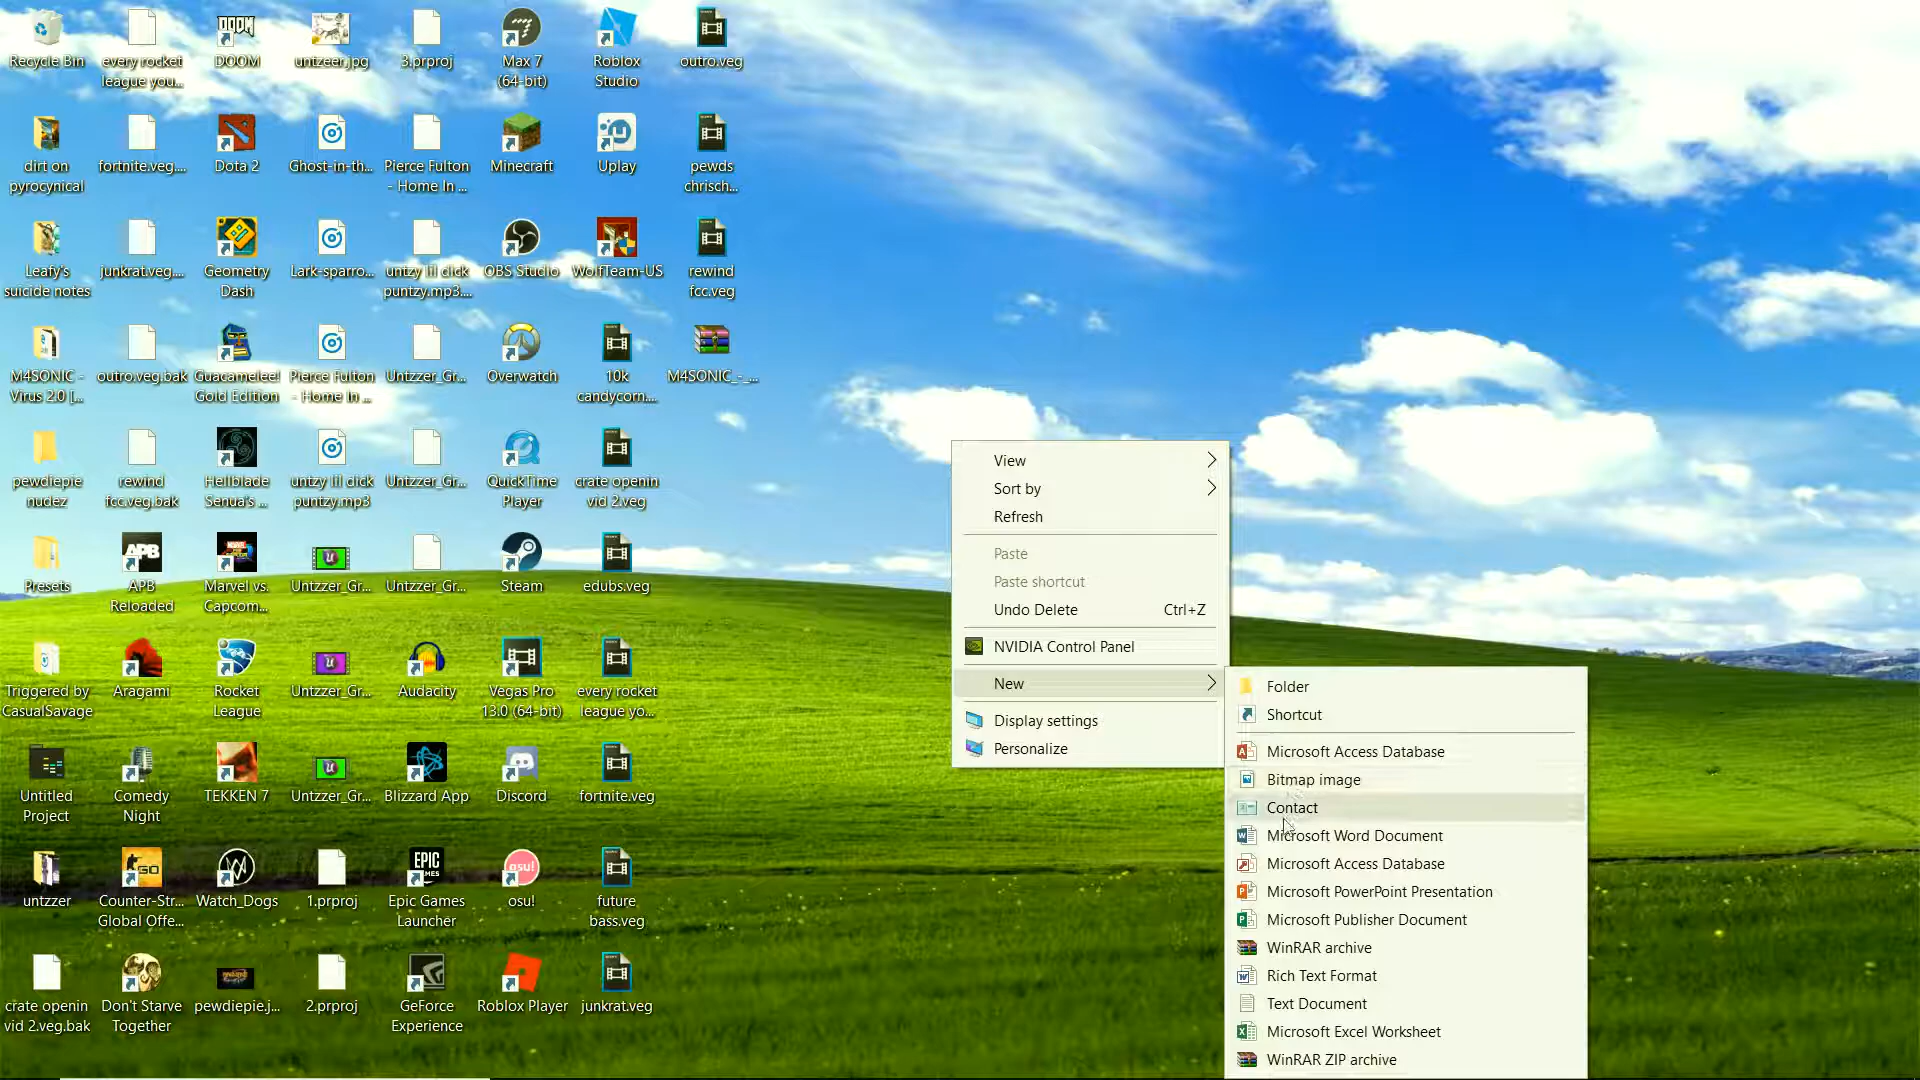 Recycle Bin
every rocket
league you...
DOOM
untzeer.jpg
3.prproj
Max 7
(64-bit)
Roblox
Studio
outro.veg
dirt on
pyrocynical
fortnite.veg....
Dota 2
Ghost-in-th...
Pierce Fulton
- Home In ...
Minecraft
Uplay
pewds
chrisch...
Leafy's
suicide notes
junkrat.veg....
Geometry
Dash
Lark-sparro...
untzy lil dick
puntzy.mp3....
OBS Studio
WolfTeam-US
rewind
fcc.veg
M4SONIC -
Virus 2.0 [...
outro.veg.bak
Guacamelee!
Gold Edition
Pierce Fulton
- Home In ...
Untzzer_Gr...
Overwatch
10k
candycorn....
M4SONIC_-_...
pewdiepie
nudez
rewind
fcc.veg.bak
Hellblade
Senua's ...
untzy lil dick
puntzy.mp3
Untzzer_Gr...
QuickTime
Player
crate openin
vid 2.veg
Presets
APB
APB
Reloaded
Marvel vs.
Capcom...
Untzzer_Gr...
Untzzer_Gr...
Steam
edubs.veg
Triggered by
CasualSavage
Aragami
Rocket
League
Untzzer_Gr...
Audacity
Vegas Pro
13.0 (64-bit)
every rocket
league yo...
Untitled
Project
Comedy
Night
TEKKEN 7
Untzzer_Gr...
Blizzard App
Discord
fortnite.veg
untzzer
GO
Counter-Str...
Global Offe...
Watch_Dogs
1.prproj
EPIC
GAMES
Epic Games
Launcher
osu!
osu!
future
bass.veg
crate openin
vid 2.veg.bak
Don't Starve
Together
pewdiepie.j...
2.prproj
GeForce
Experience
Roblox Player
junkrat.veg
View
Sort by
Refresh
Paste
Paste shortcut
Undo Delete Ctrl+Z
NVIDIA Control Panel
New
Display settings
Personalize
Folder
Shortcut
Microsoft Access Database
Bitmap image
Contact
Microsoft Word Document
Microsoft Access Database
Microsoft PowerPoint Presentation
Microsoft Publisher Document
WinRAR archive
Rich Text Format
Text Document
Microsoft Excel Worksheet
WinRAR ZIP archive